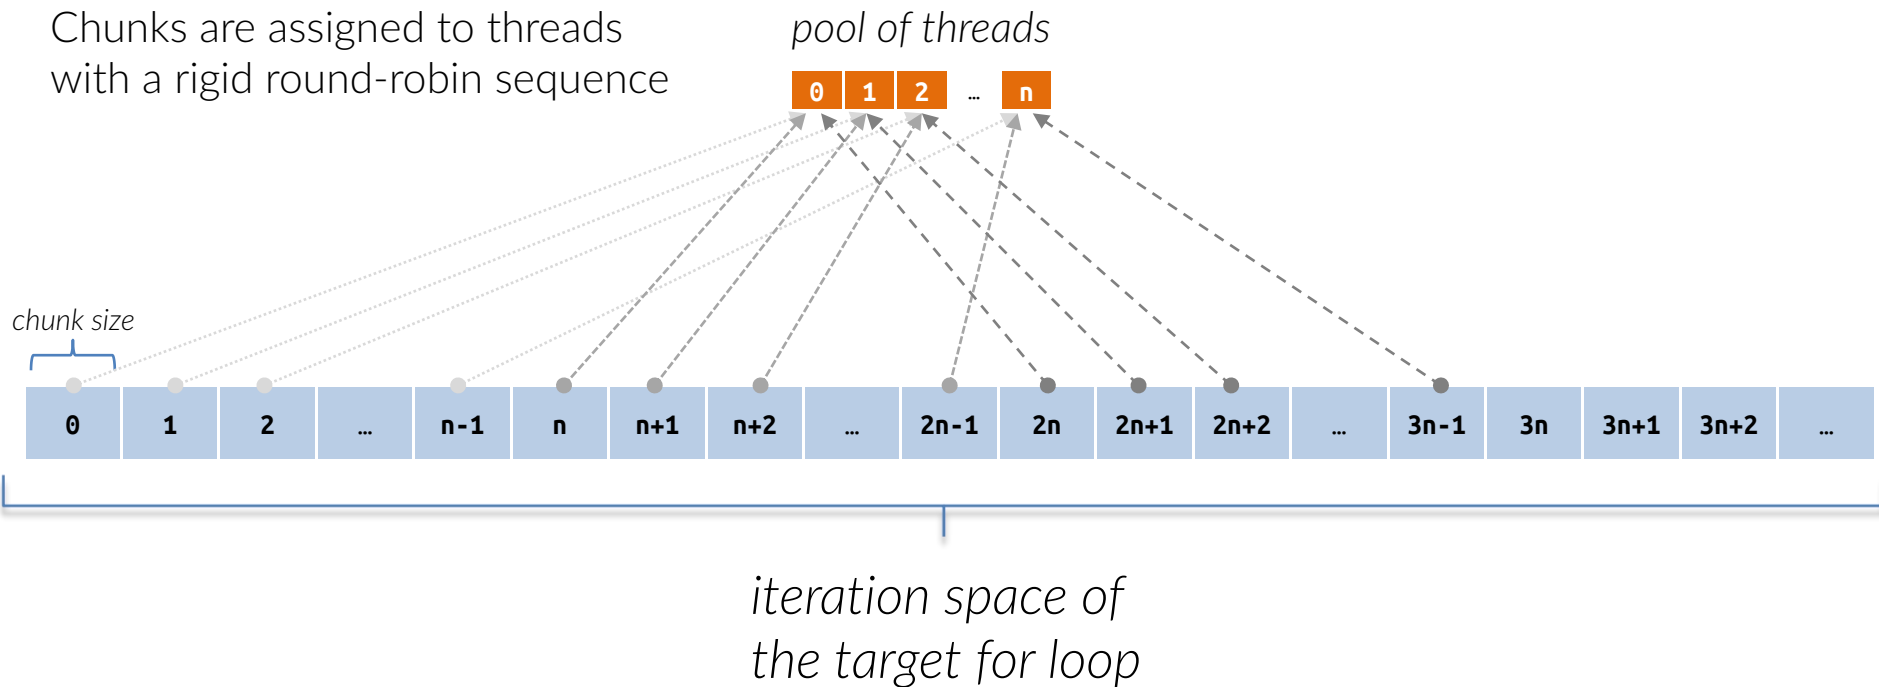 Chunks are assigned to threads
with a rigid round-robin sequence
pool of threads
0 1 2 … n
chunk size
0 1 2 … n-1 n n+1 n+2 … 2n-1 2n 2n+1 2n+2 … 3n-1 3n 3n+1 3n+2 …
iteration space of
the target for loop